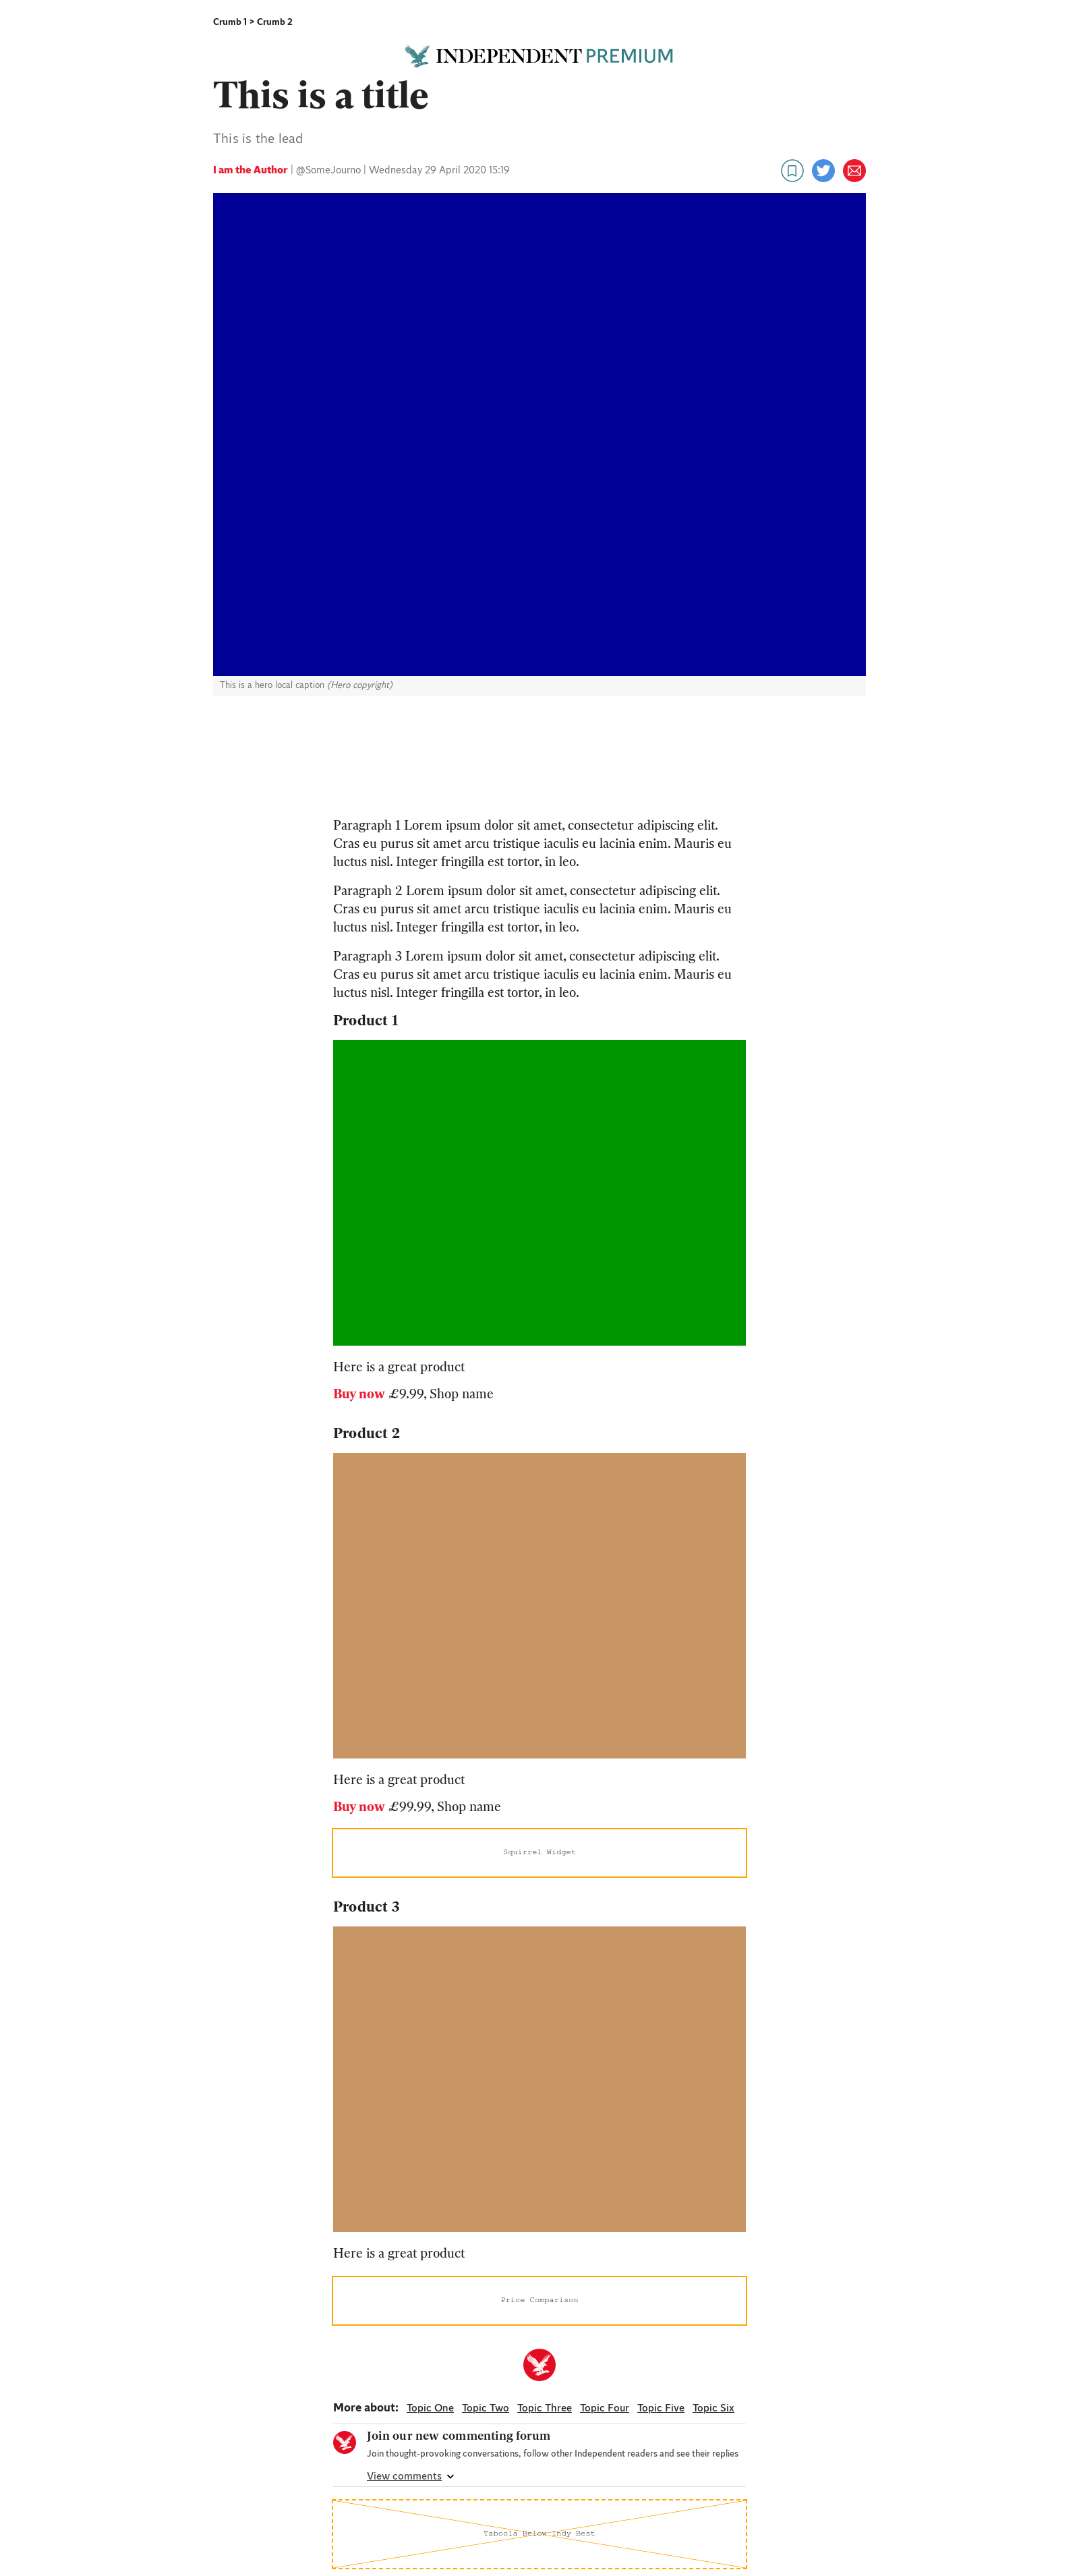 Crumb 1 > Crumb 2
INDEPENDENT PREMIUM
This is a title
This is the lead
I am the Author | @SomeJourno | Wednesday 29 April 2020 15:19
This is a hero local caption (Hero copyright)
Paragraph 1 Lorem ipsum dolor sit amet, consectetur adipiscing elit.
Cras eu purus sit amet arcu tristique iaculis eu lacinia enim. Mauris eu
luctus nisl. Integer fringilla est tortor, in leo.
Paragraph 2 Lorem ipsum dolor sit amet, consectetur adipiscing elit.
Cras eu purus sit amet arcu tristique iaculis eu lacinia enim. Mauris eu
luctus nisl. Integer fringilla est tortor, in leo.
Paragraph 3 Lorem ipsum dolor sit amet, consectetur adipiscing elit.
Cras eu purus sit amet arcu tristique iaculis eu lacinia enim. Mauris eu
luctus nisl. Integer fringilla est tortor, in leo.
Product 1
Here is a great product
Buy now £9.99, Shop name
Product 2
Here is a great product
Buy now £99.99, Shop name
Squirrel Widget
Product 3
Here is a great product
Price Comparison
More about: Topic One Topic Two Topic Three Topic Four Topic Five Topic Six
Join our new commenting forum
Join thought-provoking conversations, follow other Independent readers and see their replies
View comments
Taboola Below Indy Best